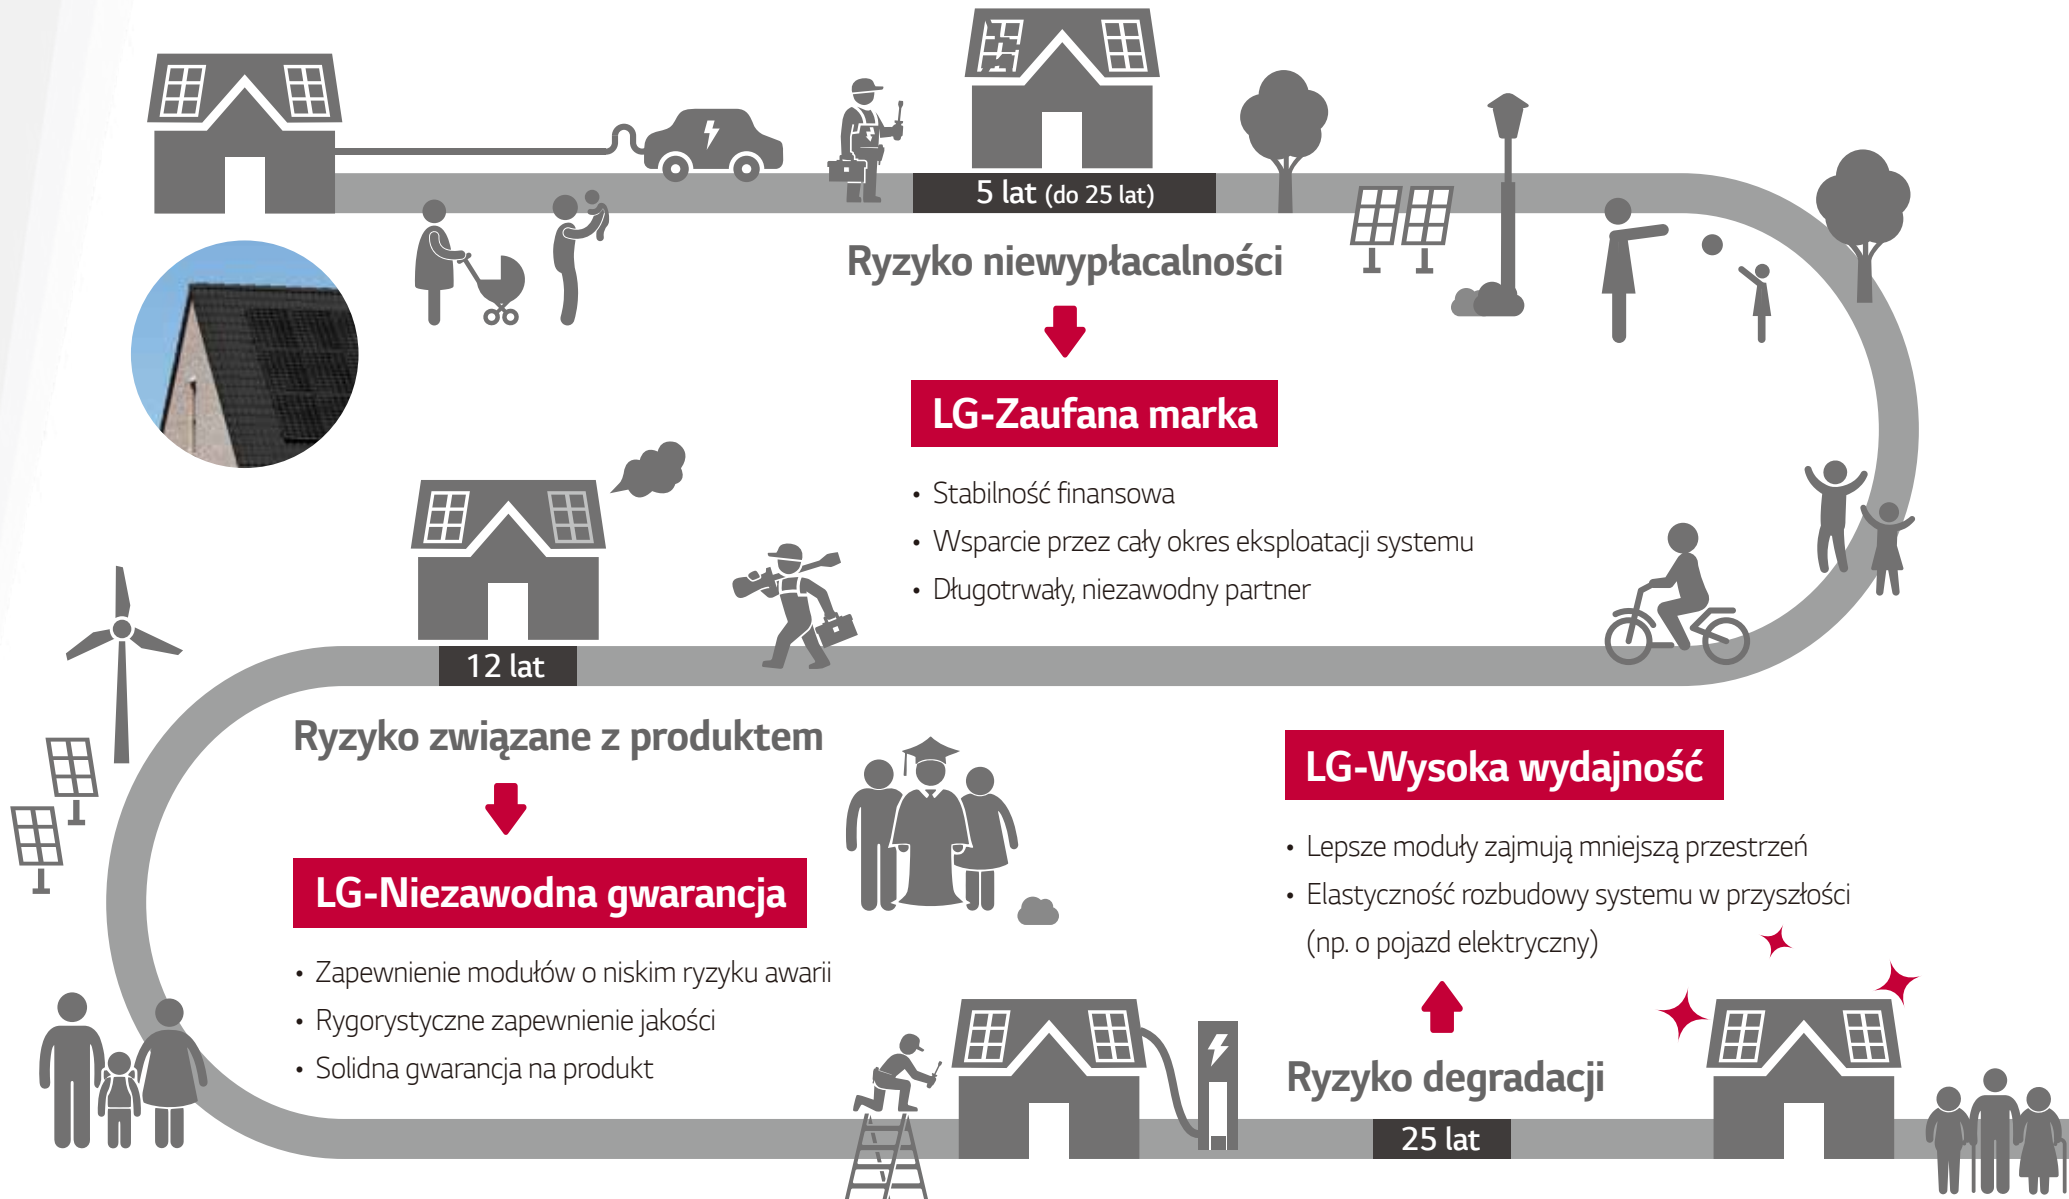 5 lat (do 25 lat)
Ryzyko niewypłacalności
LG-Zaufana marka
• Stabilność finansowa
• Wsparcie przez cały okres eksploatacji systemu
• Długotrwały, niezawodny partner
12 lat
Ryzyko związane z produktem
LG-Niezawodna gwarancja
• Zapewnienie modułów o niskim ryzyku awarii
• Rygorystyczne zapewnienie jakości
• Solidna gwarancja na produkt
LG-Wysoka wydajność
• Lepsze moduły zajmują mniejszą przestrzeń
• Elastyczność rozbudowy systemu w przyszłości
(np. o pojazd elektryczny)
Ryzyko degradacji
25 lat